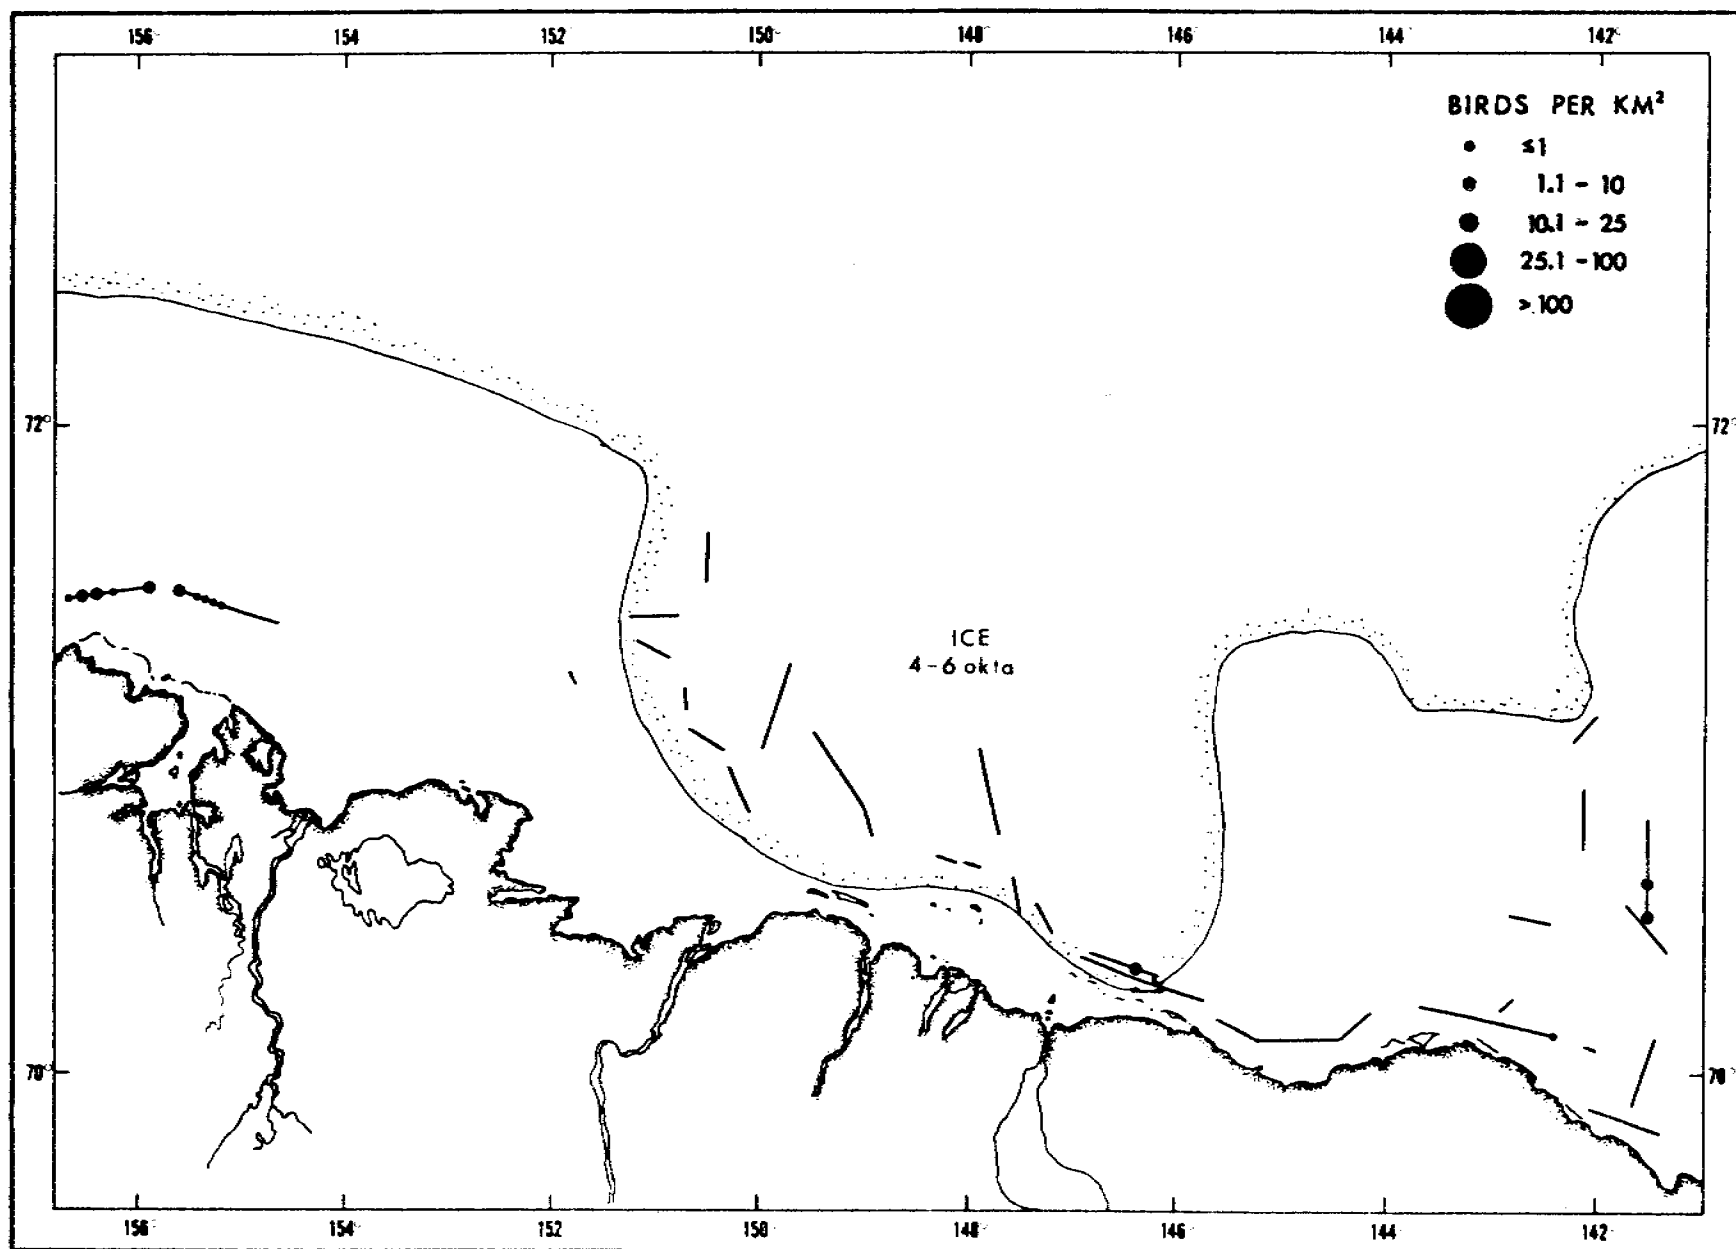 156° 154 152 150° 148° 146 144 142°
BIRDS PER KM²
≤1
1.1 - 10
10.1 - 25
25.1 - 100
>100
72° 72°
ICE
4-6 okta
70° 70°
156° 154° 152 150 148 146 144 142